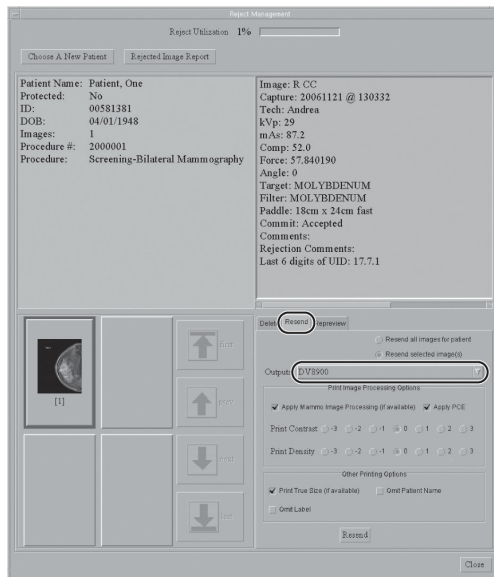 Reject Management
Reject Utilization 1%
Choose A New Patient
Rejected Image Report
Patient Name: Patient, One
Protected: No
ID: 00581381
DOB: 04/01/1948
Images: 1
Procedure #: 2000001
Procedure: Screening-Bilateral Mammography
Image: R CC
Capture: 20061121 @ 130332
Tech: Andrea
kVp: 29
mAs: 87.2
Comp: 52.0
Force: 57.840190
Angle: 0
Target: MOLYBDENUM
Filter: MOLYBDENUM
Paddle: 18cm x 24cm fast
Commit: Accepted
Comments:
Rejection Comments:
Last 6 digits of UID: 17.7.1
[1]
first
prev
next
last
Delete
Resend
Repreview
Resend all images for patient
Resend selected image(s)
Output: DV8900
Print Image Processing Options
Apply Mammo Image Processing (if available) Apply PCE
Print Contrast -3 -2 -1 0 1 2 3
Print Density -3 -2 -1 0 1 2 3
Other Printing Options
Print True Size (if available) Omit Patient Name
Omit Label
Resend
Close